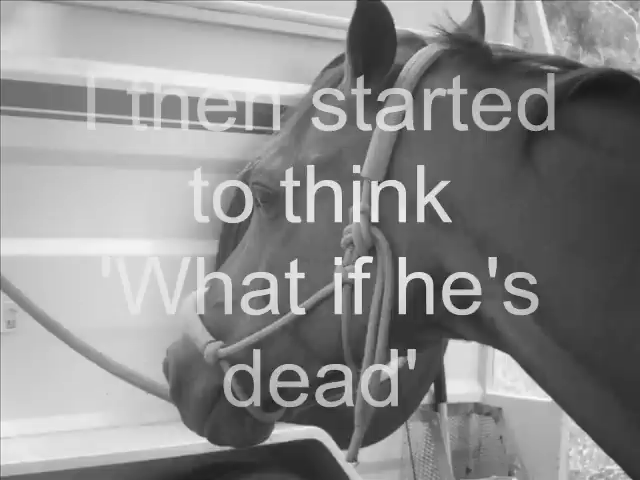 I then started
to think
'What if he's
dead'